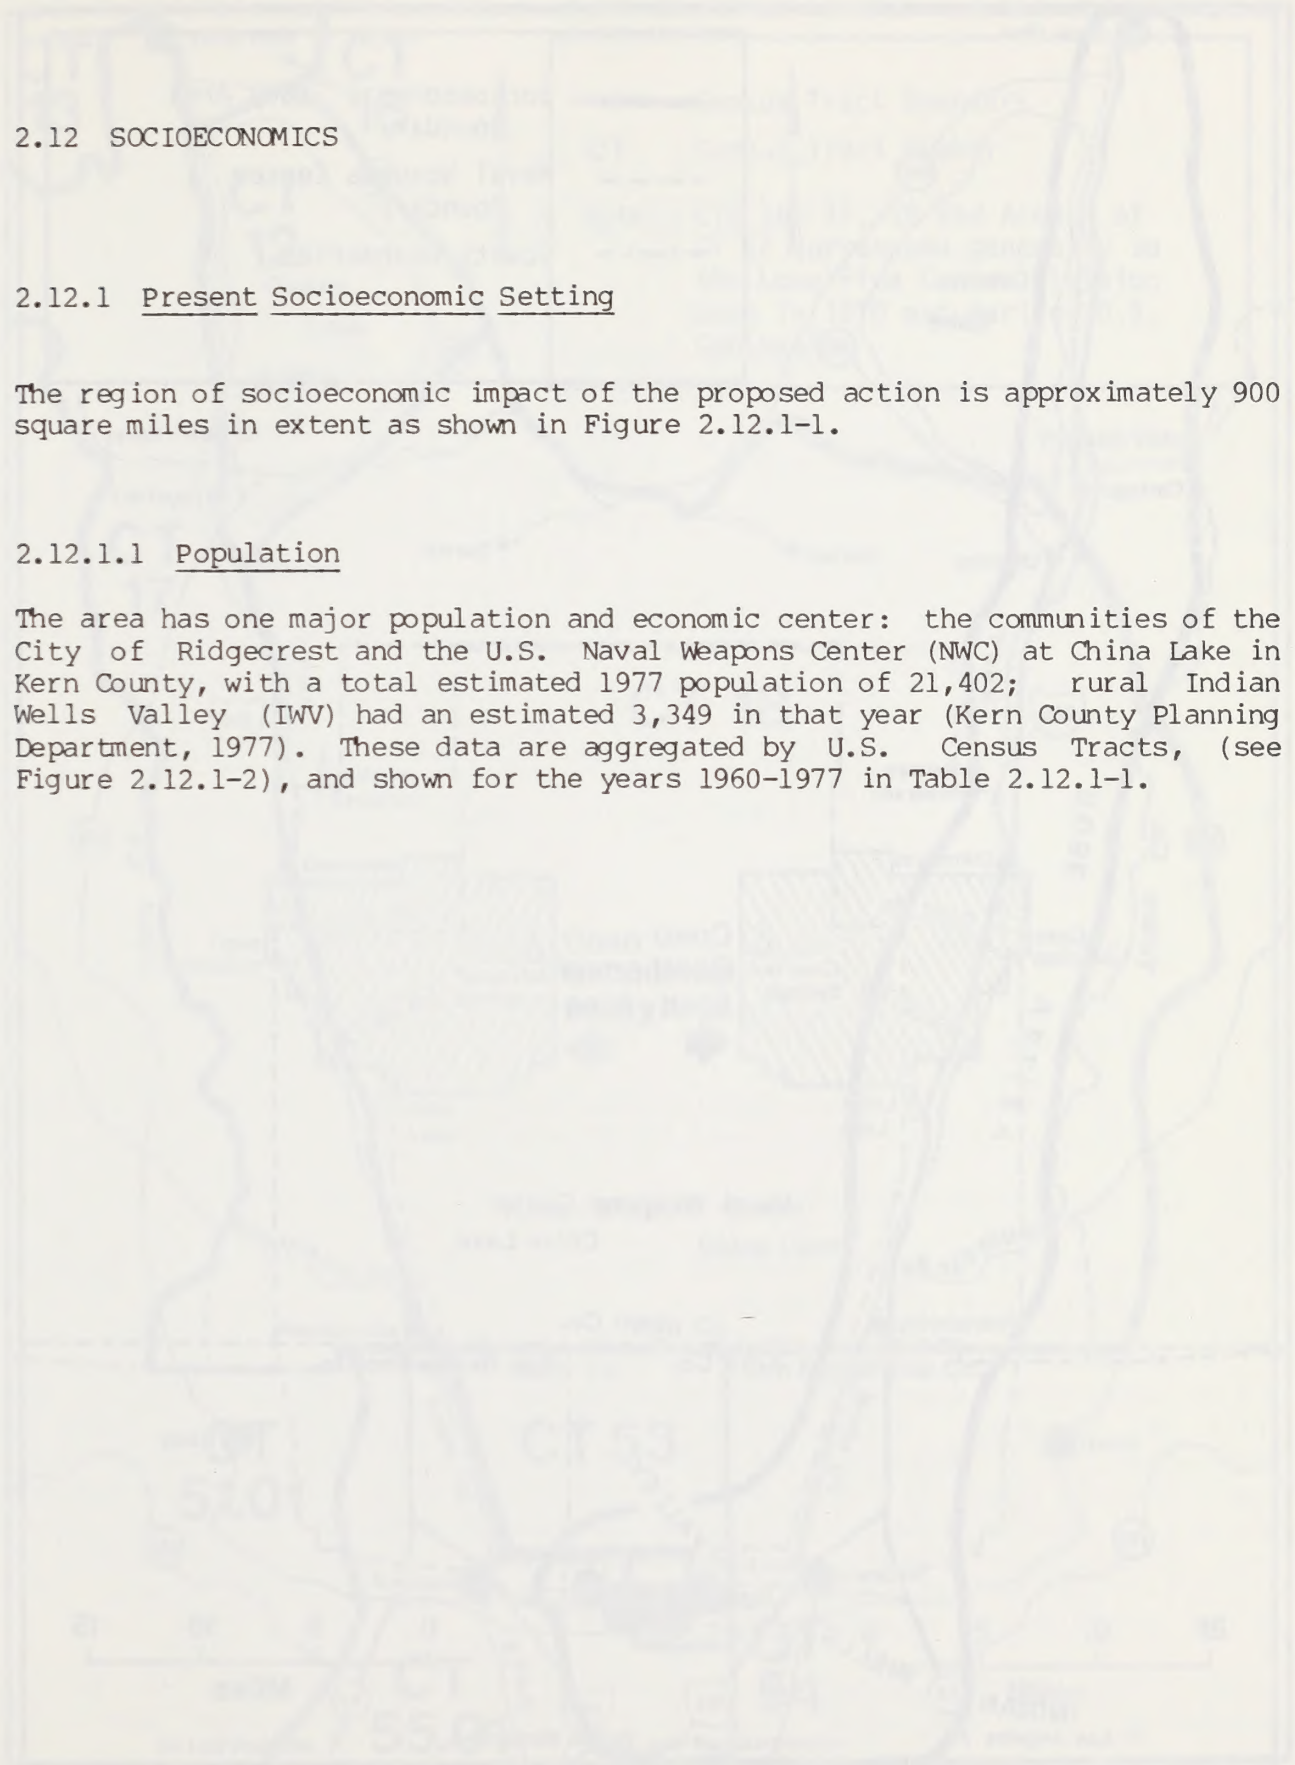 2.12 SOCIOECONOMICS
2.12.1 Present Socioeconomic Setting
The region of socioeconomic impact of the proposed action is approximately 900
square miles in extent as shown in Figure 2.12.1-1.
2.12.1.1 Population
The area has one major population and economic center: the communities of the
City of Ridgecrest and the U.S. Naval Weapons Center (NWC) at China Lake in
Kern County, with a total estimated 1977 population of 21,402; rural Indian
Wells Valley (IWV) had an estimated 3,349 in that year (Kern County Planning
Department, 1977). These data are aggregated by U.S. Census Tracts, (see
Figure 2.12.1-2), and shown for the years 1960-1977 in Table 2.12.1-1.